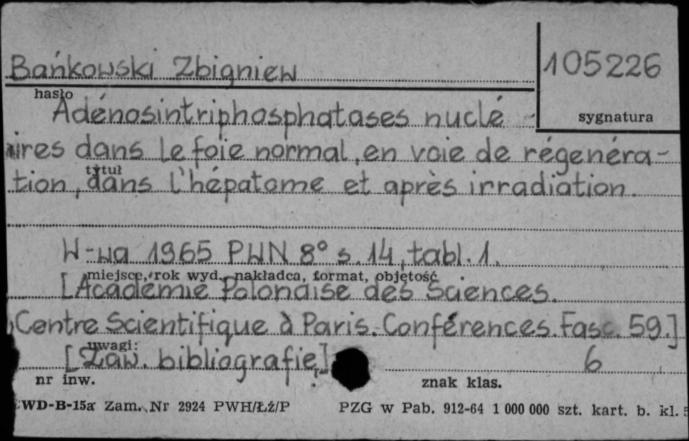 Bańkowski Zbigniew
105226
hasło
sygnatura
Adénosintriphosphatases nuclé-
aires dans le foie normal, en voie de régénéra-
tytuł
tion, dans l'hépatome et après irradiation.
W-wa 1965 PWN 8° s. 14, tabl. 1.
miejsce, rok wyd., nakładca, format, objętość
[Académie Polonaise des Sciences.
Centre Scientifique à Paris. Conférences. Fasc. 59.]
uwagi:
[Zaw. bibliografię]
6
nr inw.
znak klas.
WD-B-15a Zam. Nr 2924 PWH/Łż/P
PZG w Pab. 912-64 1 000 000 szt. kart. b. kl. 5